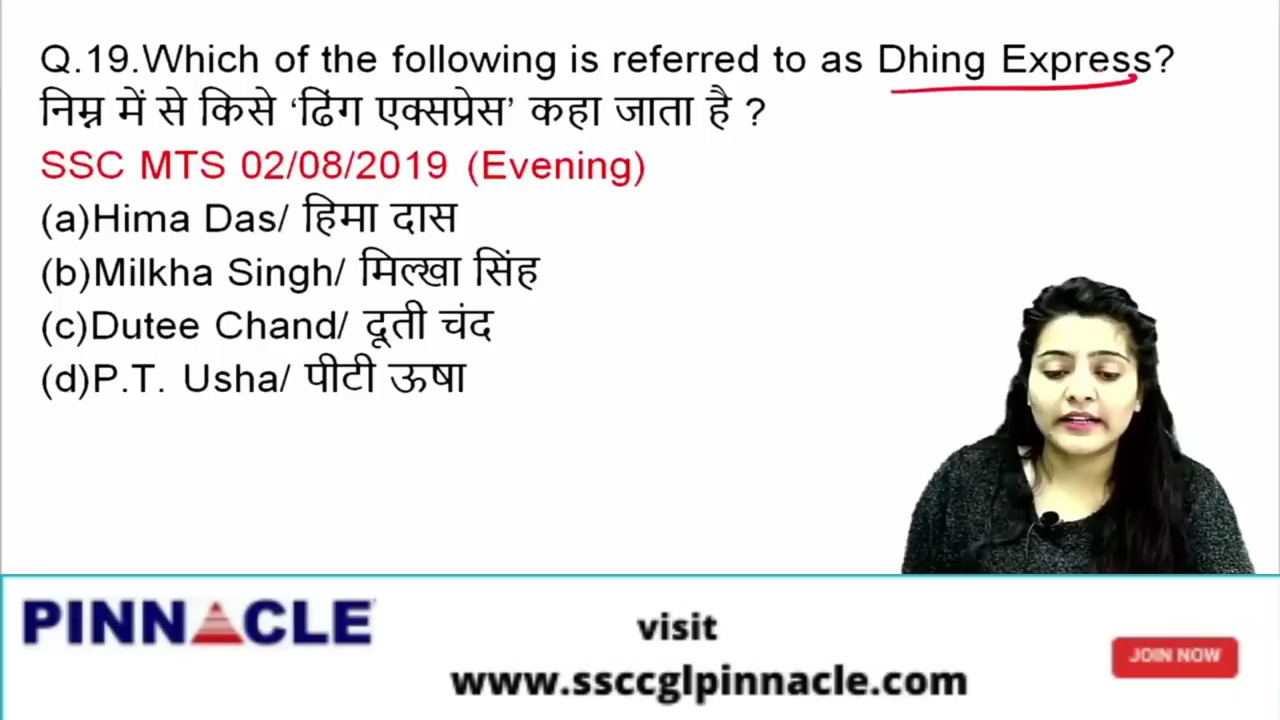 Q.19.Which of the following is referred to as Dhing Express?
निम्न में से किसे ‘ढिंग एक्सप्रेस’ कहा जाता है ?
SSC MTS 02/08/2019 (Evening)
(a)Hima Das/ हिमा दास
(b)Milkha Singh/ मिल्खा सिंह
(c)Dutee Chand/ दूती चंद
(d)P.T. Usha/ पीटी ऊषा
PINNACLE
visit
www.ssccglpinnacle.com
JOIN NOW